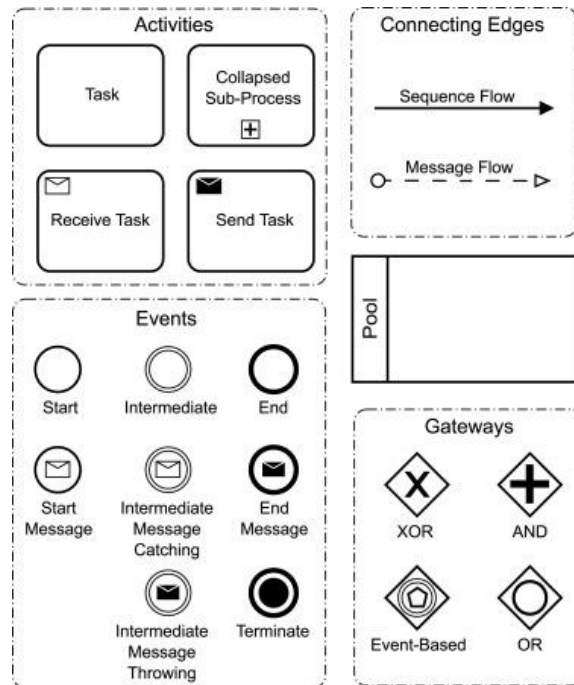 Activities
Task
Collapsed
Sub-Process
Receive Task
Send Task
Events
Start
Intermediate
End
Start
Message
Intermediate
Message
Catching
End
Message
Intermediate
Message
Throwing
Terminate
Connecting Edges
Sequence Flow
Message Flow
Pool
Gateways
X
XOR
AND
Event-Based
OR